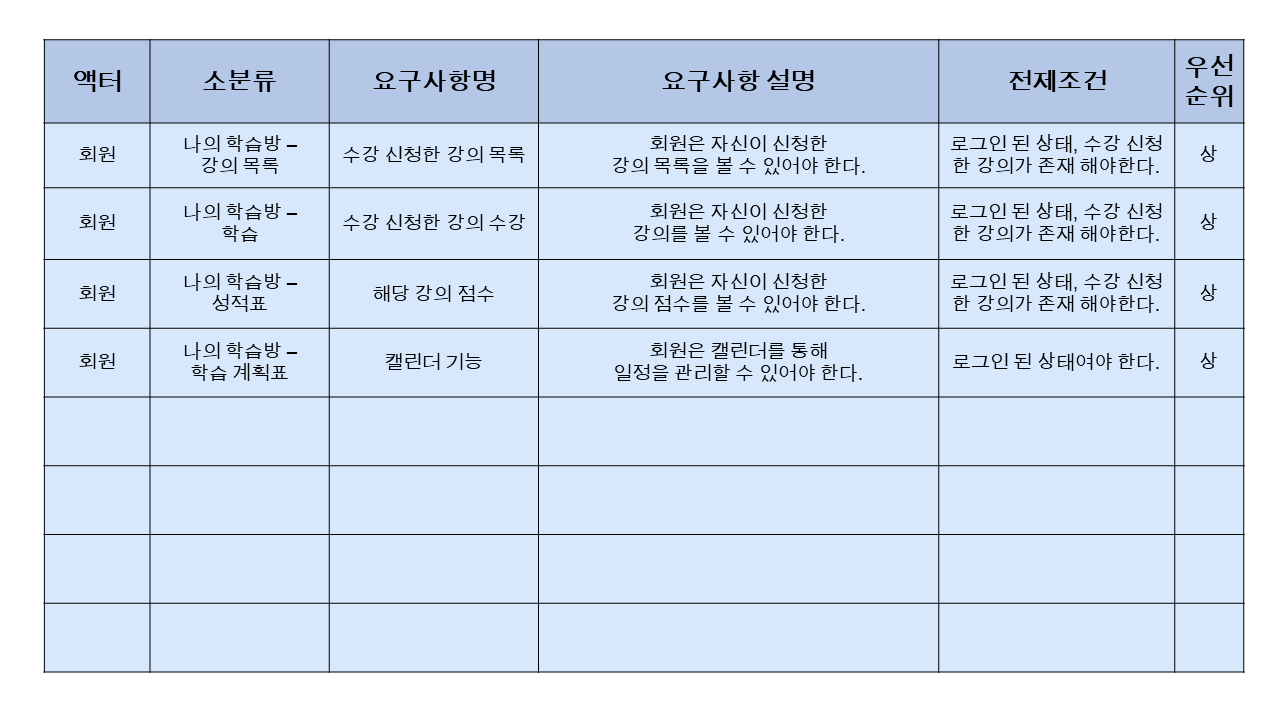 액터 소분류 요구사항명 요구사항 설명 전제조건 우선
순위
회원 나의 학습방 –
강의 목록 수강 신청한 강의 목록 회원은 자신이 신청한
강의 목록을 볼 수 있어야 한다. 로그인 된 상태, 수강 신청
한 강의가 존재 해야한다. 상
회원 나의 학습방 –
학습 수강 신청한 강의 수강 회원은 자신이 신청한
강의를 볼 수 있어야 한다. 로그인 된 상태, 수강 신청
한 강의가 존재 해야한다. 상
회원 나의 학습방 –
성적표 해당 강의 점수 회원은 자신이 신청한
강의 점수를 볼 수 있어야 한다. 로그인 된 상태, 수강 신청
한 강의가 존재 해야한다. 상
회원 나의 학습방 –
학습 계획표 캘린더 기능 회원은 캘린더를 통해
일정을 관리할 수 있어야 한다. 로그인 된 상태여야 한다. 상